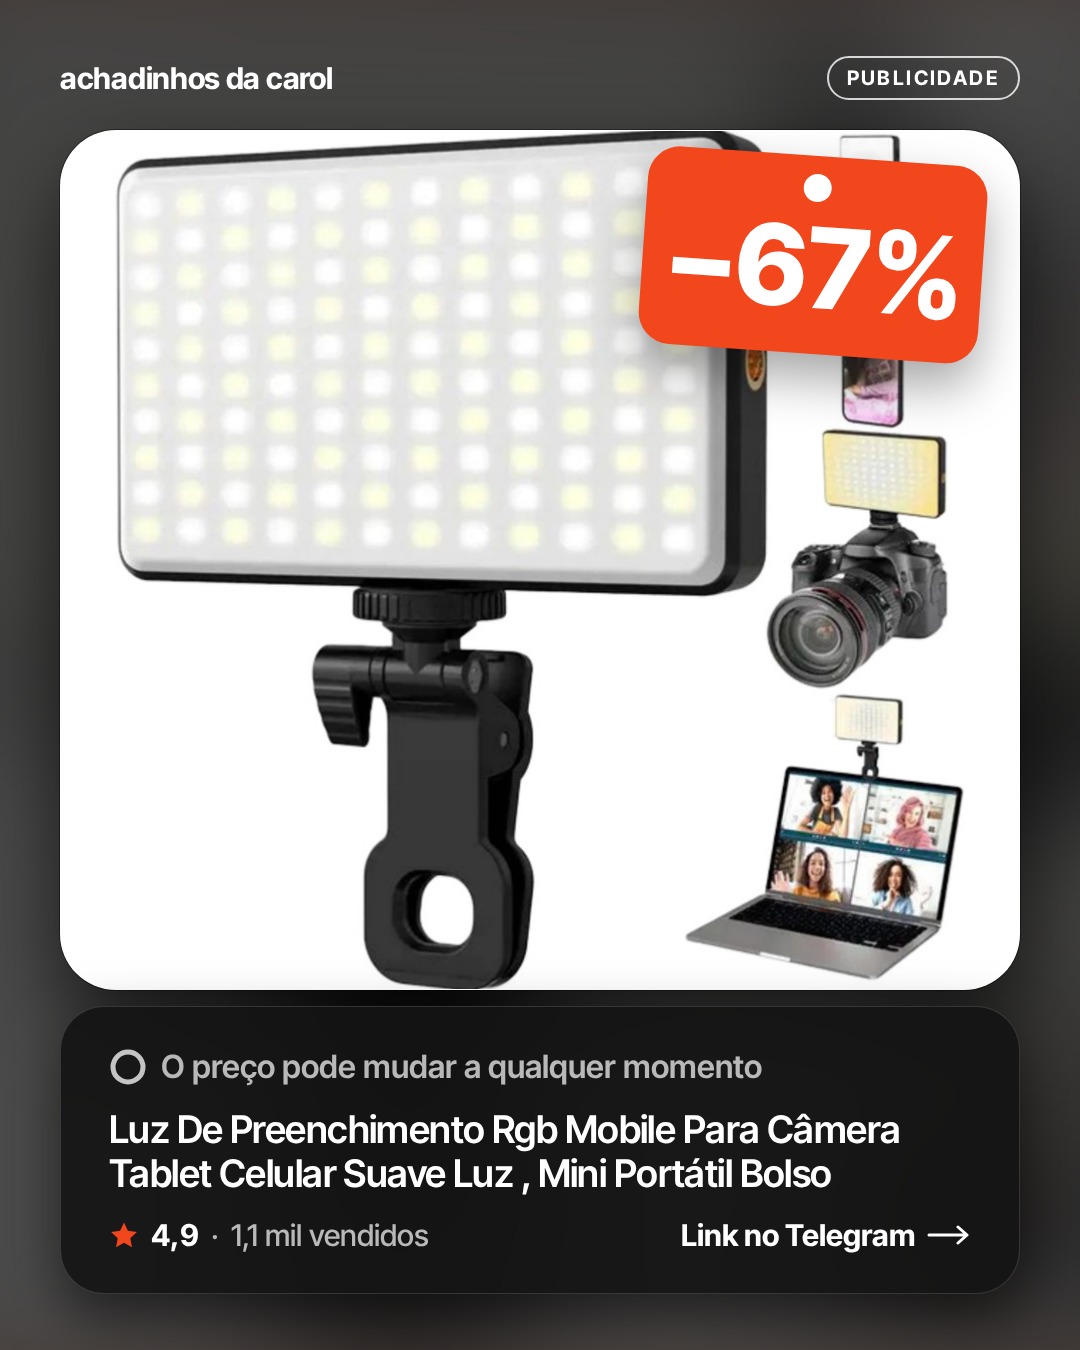 achadinhos da carol
PUBLICIDADE
–67%
O preço pode mudar a qualquer momento
Luz De Preenchimento Rgb Mobile Para Câmera
Tablet Celular Suave Luz , Mini Portátil Bolso
4,9 · 1,1 mil vendidos
Link no Telegram →